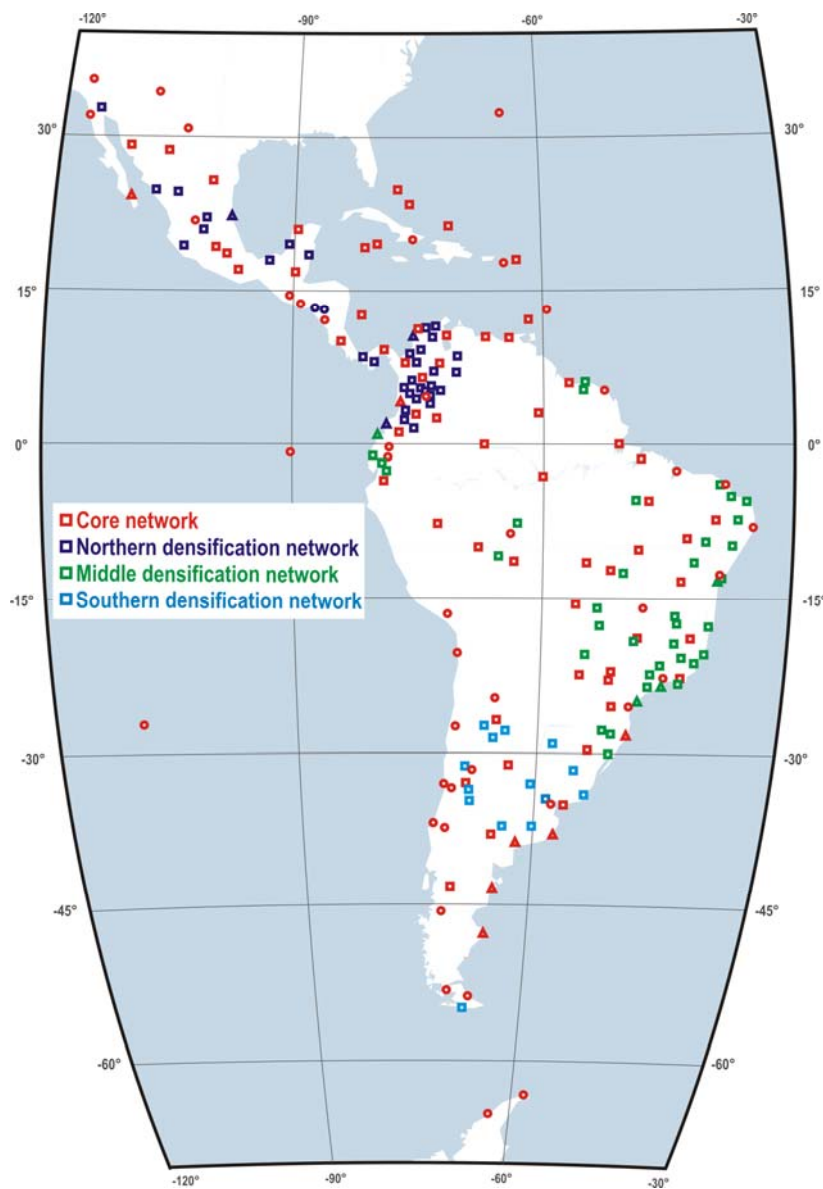 -120° -90° -60° -30°
30° 30°
15° 15°
0° 0°
Core network
Northern densification network
Middle densification network
Southern densification network
-15° -15°
-30° -30°
-45° -45°
-60° -60°
-120° -90° -60° -30°